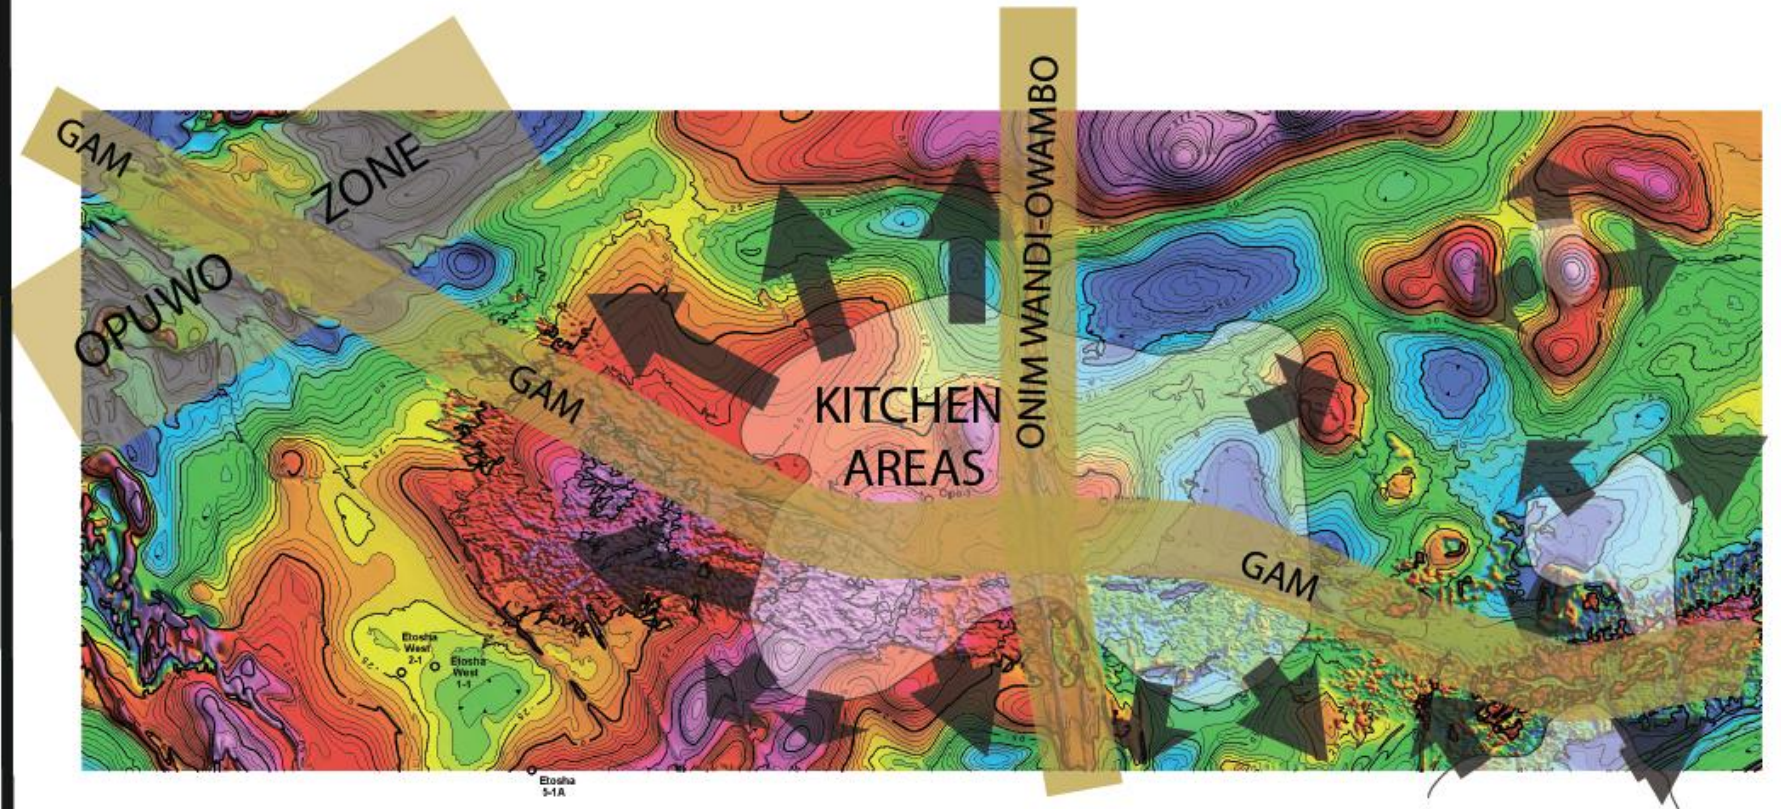 GAM
ZONE
OPUWO
ONIM WANDI-OWAMBO
GAM
KITCHEN
AREAS
GAM
Etosha
West
2-1
Etosha
West
1-1
Etosha
5-1A